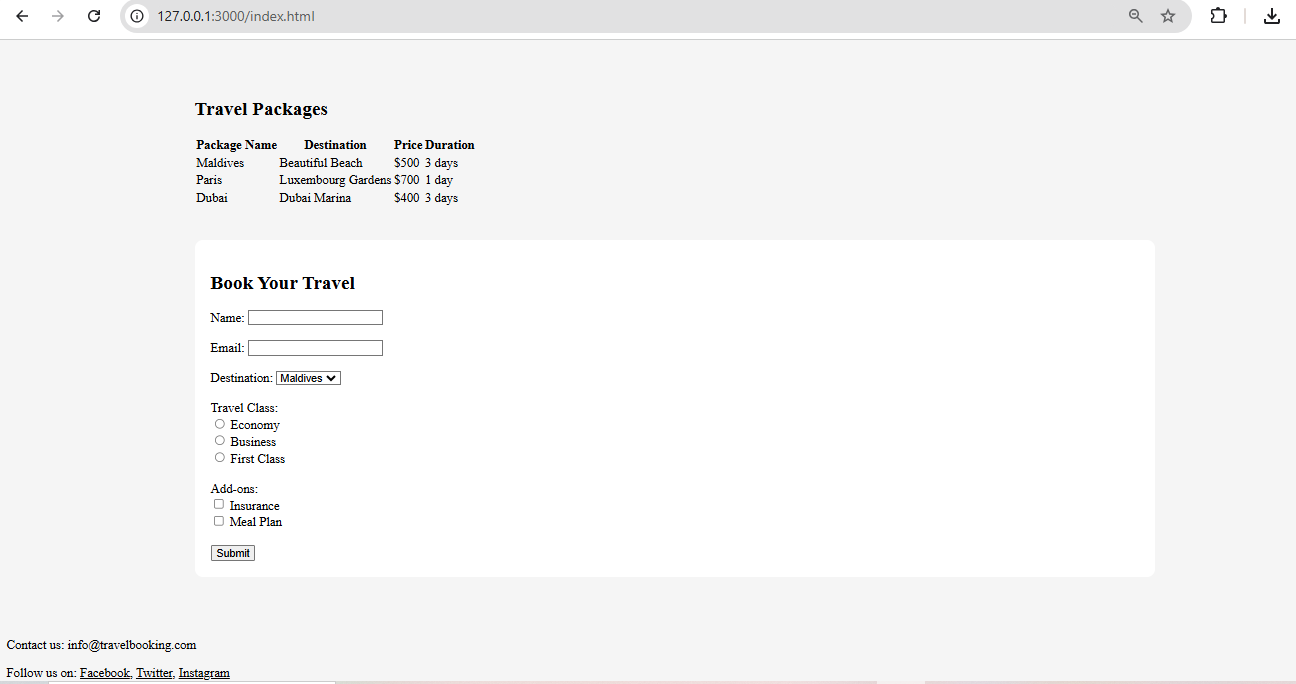 127.0.0.1:3000/index.html
Travel Packages
Package Name Destination Price Duration
Maldives Beautiful Beach $500 3 days
Paris Luxembourg Gardens $700 1 day
Dubai Dubai Marina $400 3 days
Book Your Travel
Name:
Email:
Destination: Maldives
Travel Class:
Economy
Business
First Class
Add-ons:
Insurance
Meal Plan
Submit
Contact us: info@travelbooking.com
Follow us on: Facebook, Twitter, Instagram